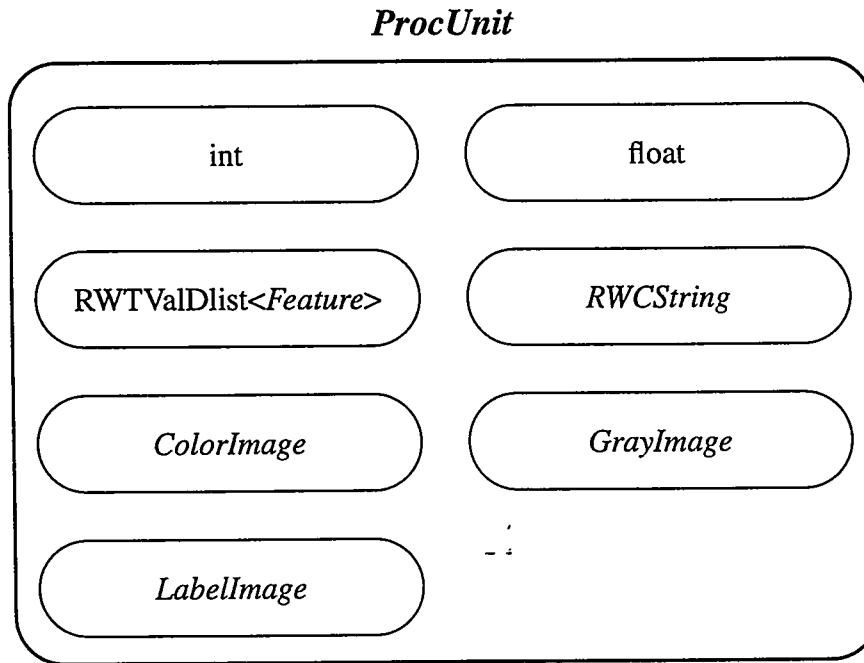 ProcUnit
int
float
RWTValDlist<Feature>
RWCString
ColorImage
GrayImage
LabelImage